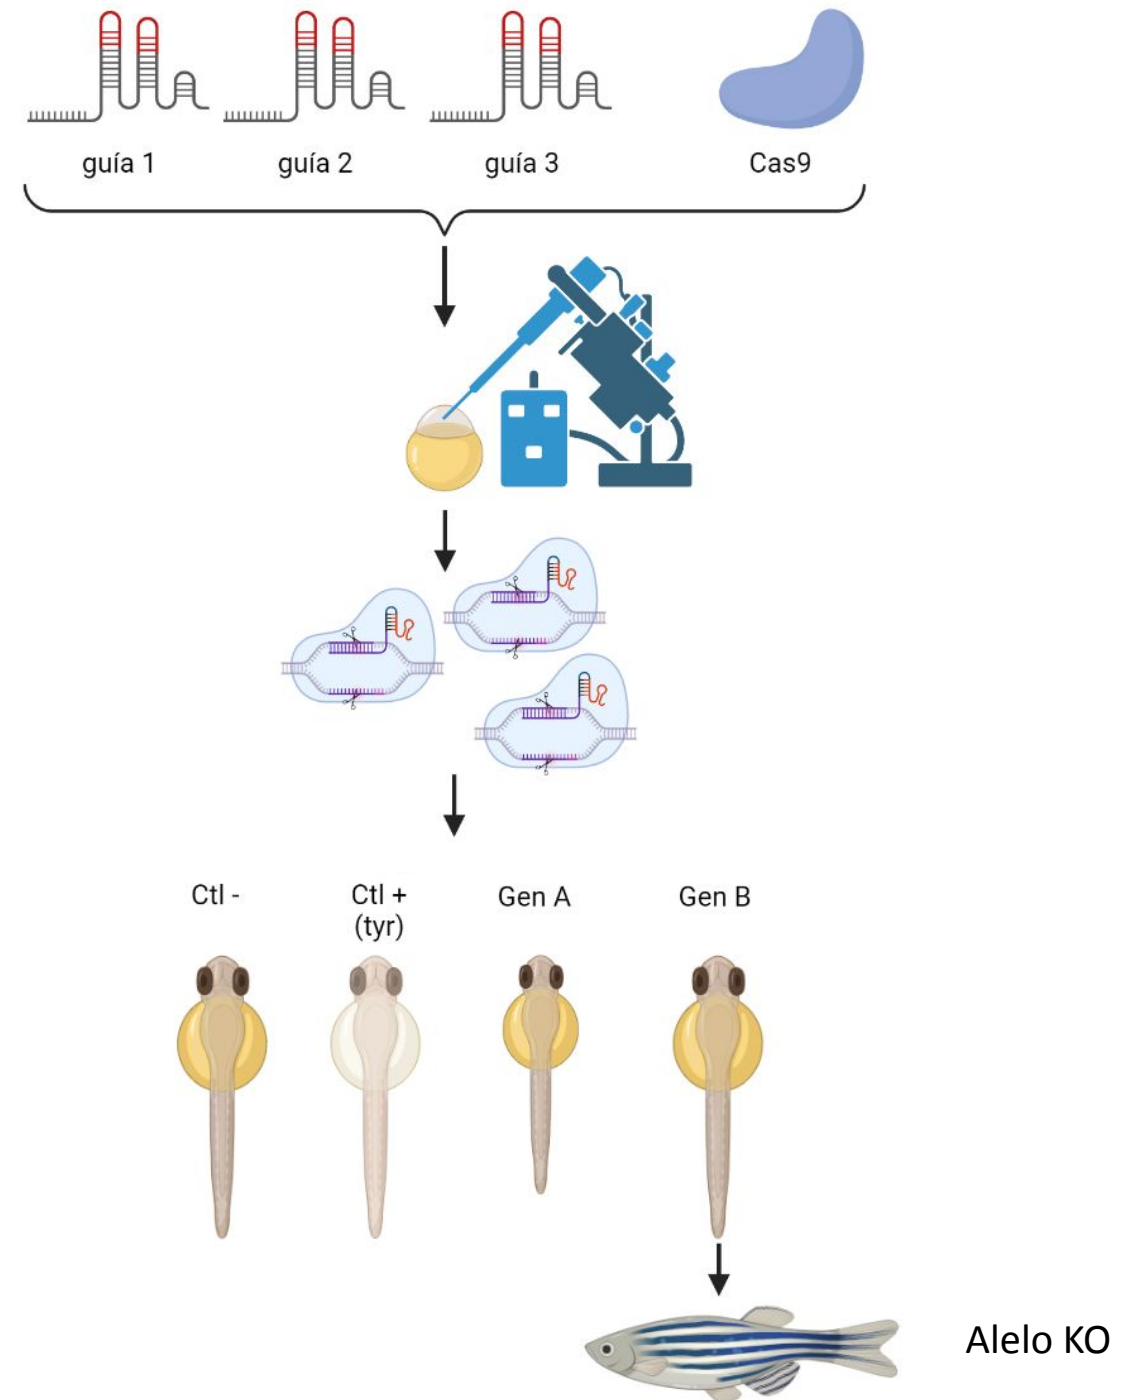 guía 1
guía 2
guía 3
Cas9
Ctl -
Ctl +
(tyr)
Gen A
Gen B
Alelo KO